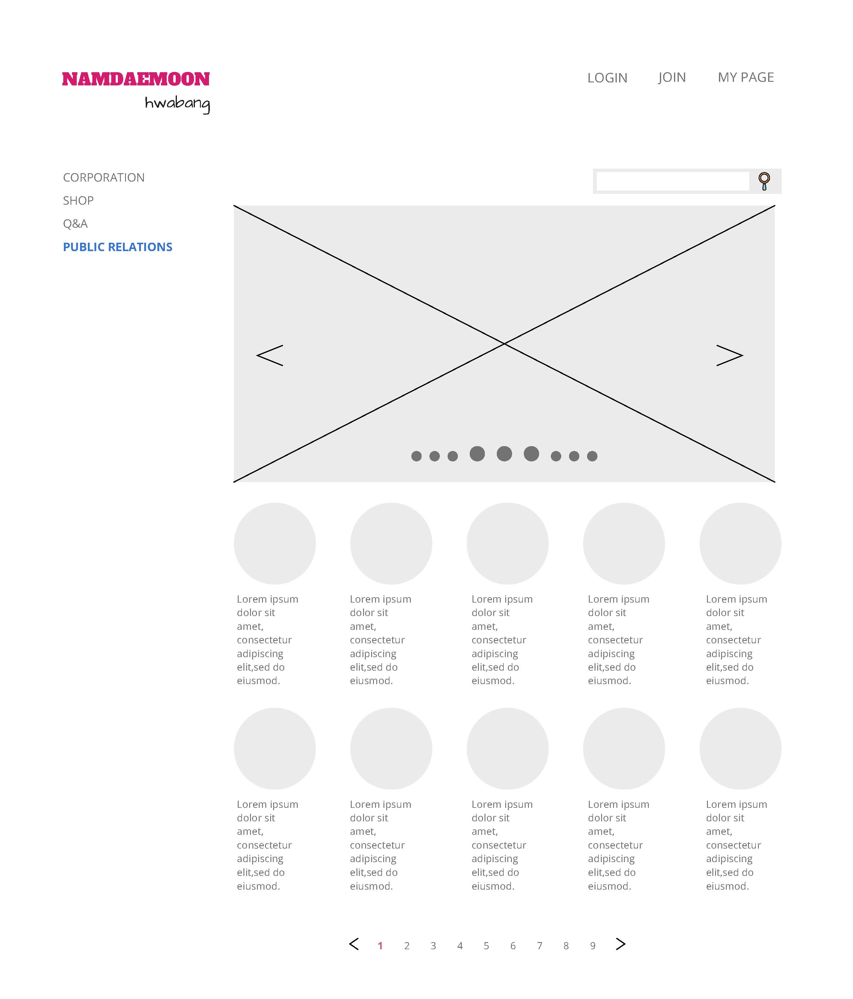 NAMDAEMOON
hwabang
LOGIN JOIN MY PAGE
CORPORATION
SHOP
Q&A
PUBLIC RELATIONS
Lorem ipsum
dolor sit
amet,
consectetur
adipiscing
elit,sed do
eiusmod.
Lorem ipsum
dolor sit
amet,
consectetur
adipiscing
elit,sed do
eiusmod.
Lorem ipsum
dolor sit
amet,
consectetur
adipiscing
elit,sed do
eiusmod.
Lorem ipsum
dolor sit
amet,
consectetur
adipiscing
elit,sed do
eiusmod.
Lorem ipsum
dolor sit
amet,
consectetur
adipiscing
elit,sed do
eiusmod.
Lorem ipsum
dolor sit
amet,
consectetur
adipiscing
elit,sed do
eiusmod.
Lorem ipsum
dolor sit
amet,
consectetur
adipiscing
elit,sed do
eiusmod.
Lorem ipsum
dolor sit
amet,
consectetur
adipiscing
elit,sed do
eiusmod.
Lorem ipsum
dolor sit
amet,
consectetur
adipiscing
elit,sed do
eiusmod.
Lorem ipsum
dolor sit
amet,
consectetur
adipiscing
elit,sed do
eiusmod.
< 1 2 3 4 5 6 7 8 9 >